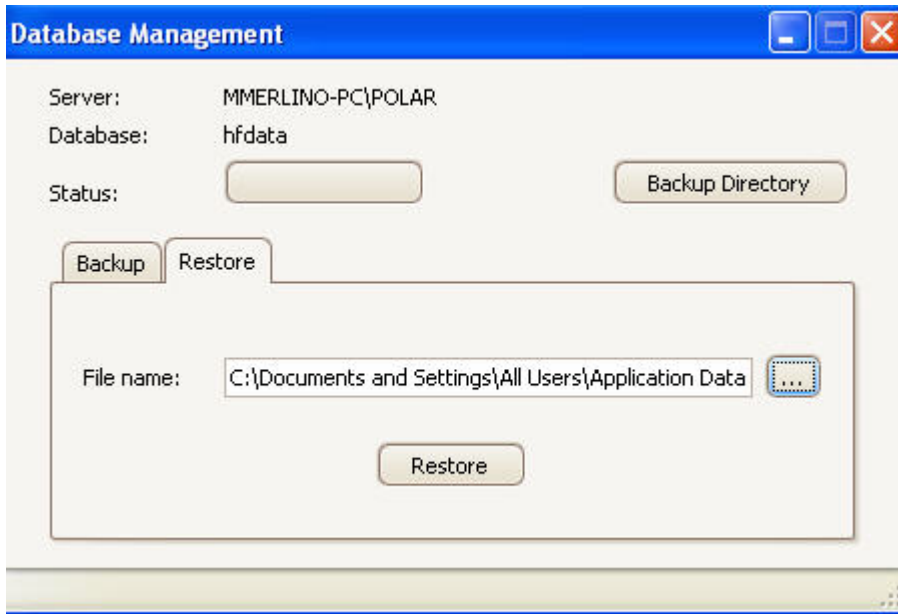 Database Management
Server: MMERLINO-PC\POLAR
Database: hfdata
Status: Backup Directory
Backup Restore
File name: C:\Documents and Settings\All Users\Application Data ...
Restore